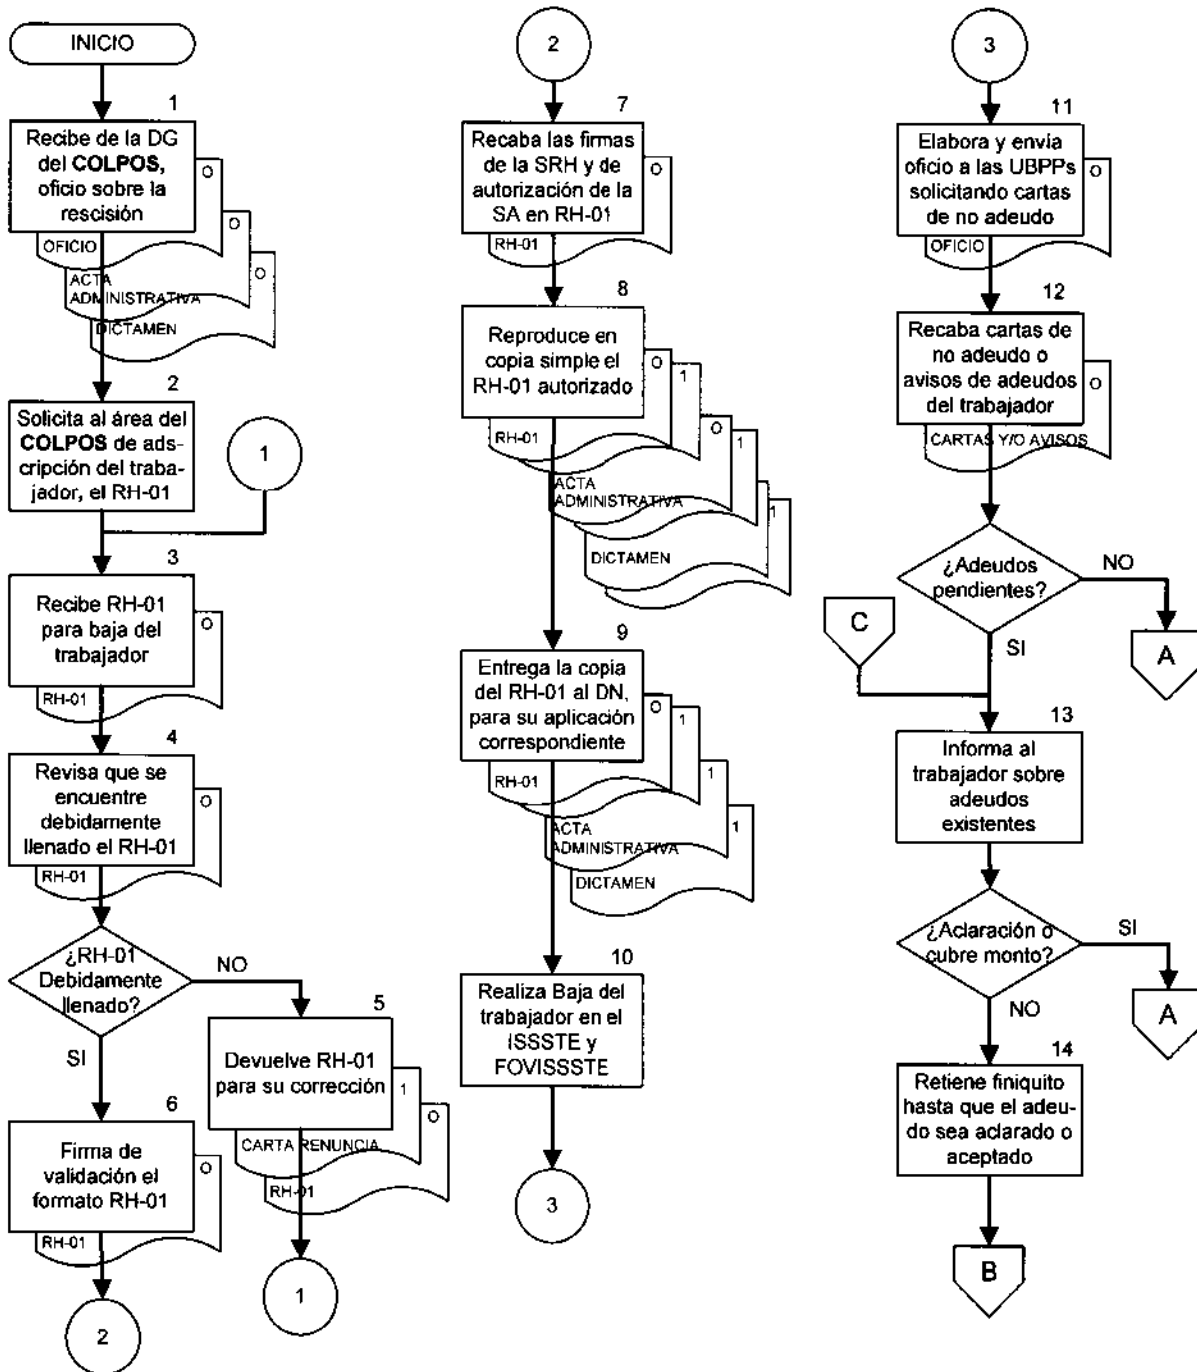 INICIO
1
Recibe de la DG
del COLPOS,
oficio sobre la
rescisión
O
OFICIO
O
ACTA
ADMINISTRATIVA
O
DICTAMEN
2
Solicita al área del
COLPOS de ads-
cripción del traba-
jador, el RH-01
1
3
Recibe RH-01
para baja del
trabajador
O
RH-01
4
Revisa que se
encuentre
debidamente
llenado el RH-01
O
RH-01
¿RH-01
Debidamente
llenado?
NO
SI
5
Devuelve RH-01
para su corrección
1
CARTA RENUNCIA
O
RH-01
1
6
Firma de
validación el
formato RH-01
O
RH-01
2
2
7
Recaba las firmas
de la SRH y de
autorización de la
SA en RH-01
O
RH-01
8
Reproduce en
copia simple el
RH-01 autorizado
O
1
RH-01
O
1
ACTA
ADMINISTRATIVA
1
DICTAMEN
9
Entrega la copia
del RH-01 al DN,
para su aplicación
correspondiente
O
1
RH-01
1
ACTA
ADMINISTRATIVA
1
DICTAMEN
10
Realiza Baja del
trabajador en el
ISSSTE y
FOVISSSTE
3
3
11
Elabora y envía
oficio a las UBPPs
solicitando cartas
de no adeudo
O
OFICIO
12
Recaba cartas de
no adeudo o
avisos de adeudos
del trabajador
O
CARTAS Y/O AVISOS
¿Adeudos
pendientes?
NO
A
SI
C
13
Informa al
trabajador sobre
adeudos
existentes
¿Aclaración o
cubre monto?
SI
A
NO
14
Retiene finiquito
hasta que el adeu-
do sea aclarado o
aceptado
B